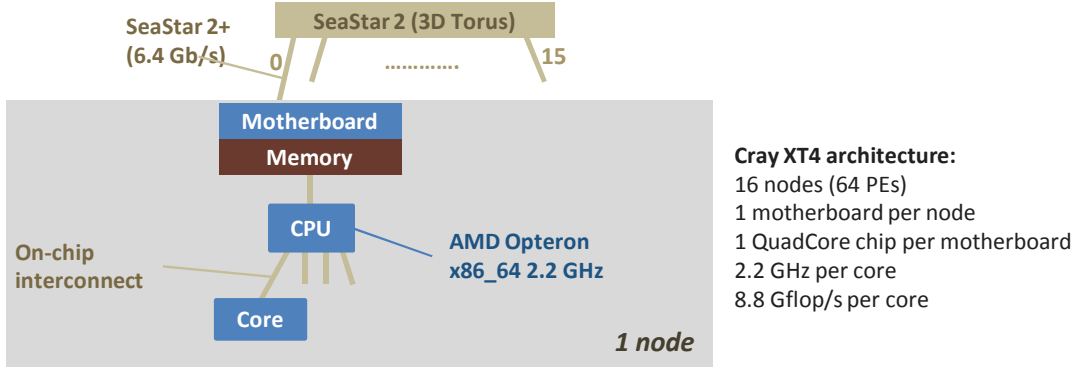 SeaStar 2+
(6.4 Gb/s)
SeaStar 2 (3D Torus)
0
………….
15
Motherboard
Memory
CPU
On-chip
interconnect
AMD Opteron
x86_64 2.2 GHz
Core
1 node
Cray XT4 architecture:
16 nodes (64 PEs)
1 motherboard per node
1 QuadCore chip per motherboard
2.2 GHz per core
8.8 Gflop/s per core